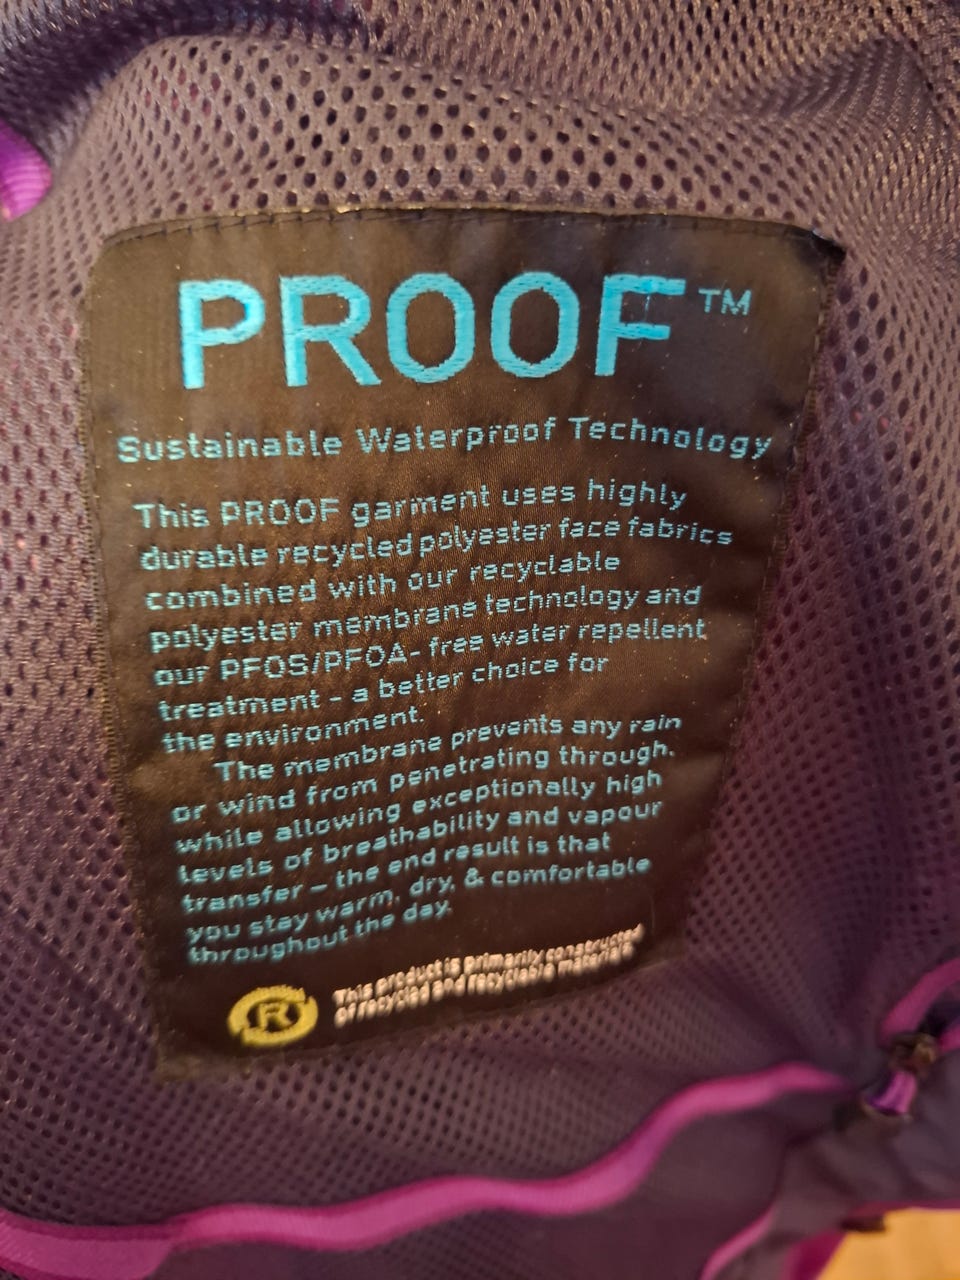 PROOF™
Sustainable Waterproof Technology
This PROOF garment uses highly
durable recycled polyester face fabrics
combined with our recyclable
polyester membrane technology and
our PFOS/PFOA- free water repellent
treatment - a better choice for
the environment.
The membrane prevents any rain
or wind from penetrating through.
while allowing exceptionally high
levels of breathability and vapour
transfer – the end result is that
you stay warm, dry, & comfortable
throughout the day.
R
This product is primarily constructed
of recycled and recyclable materials